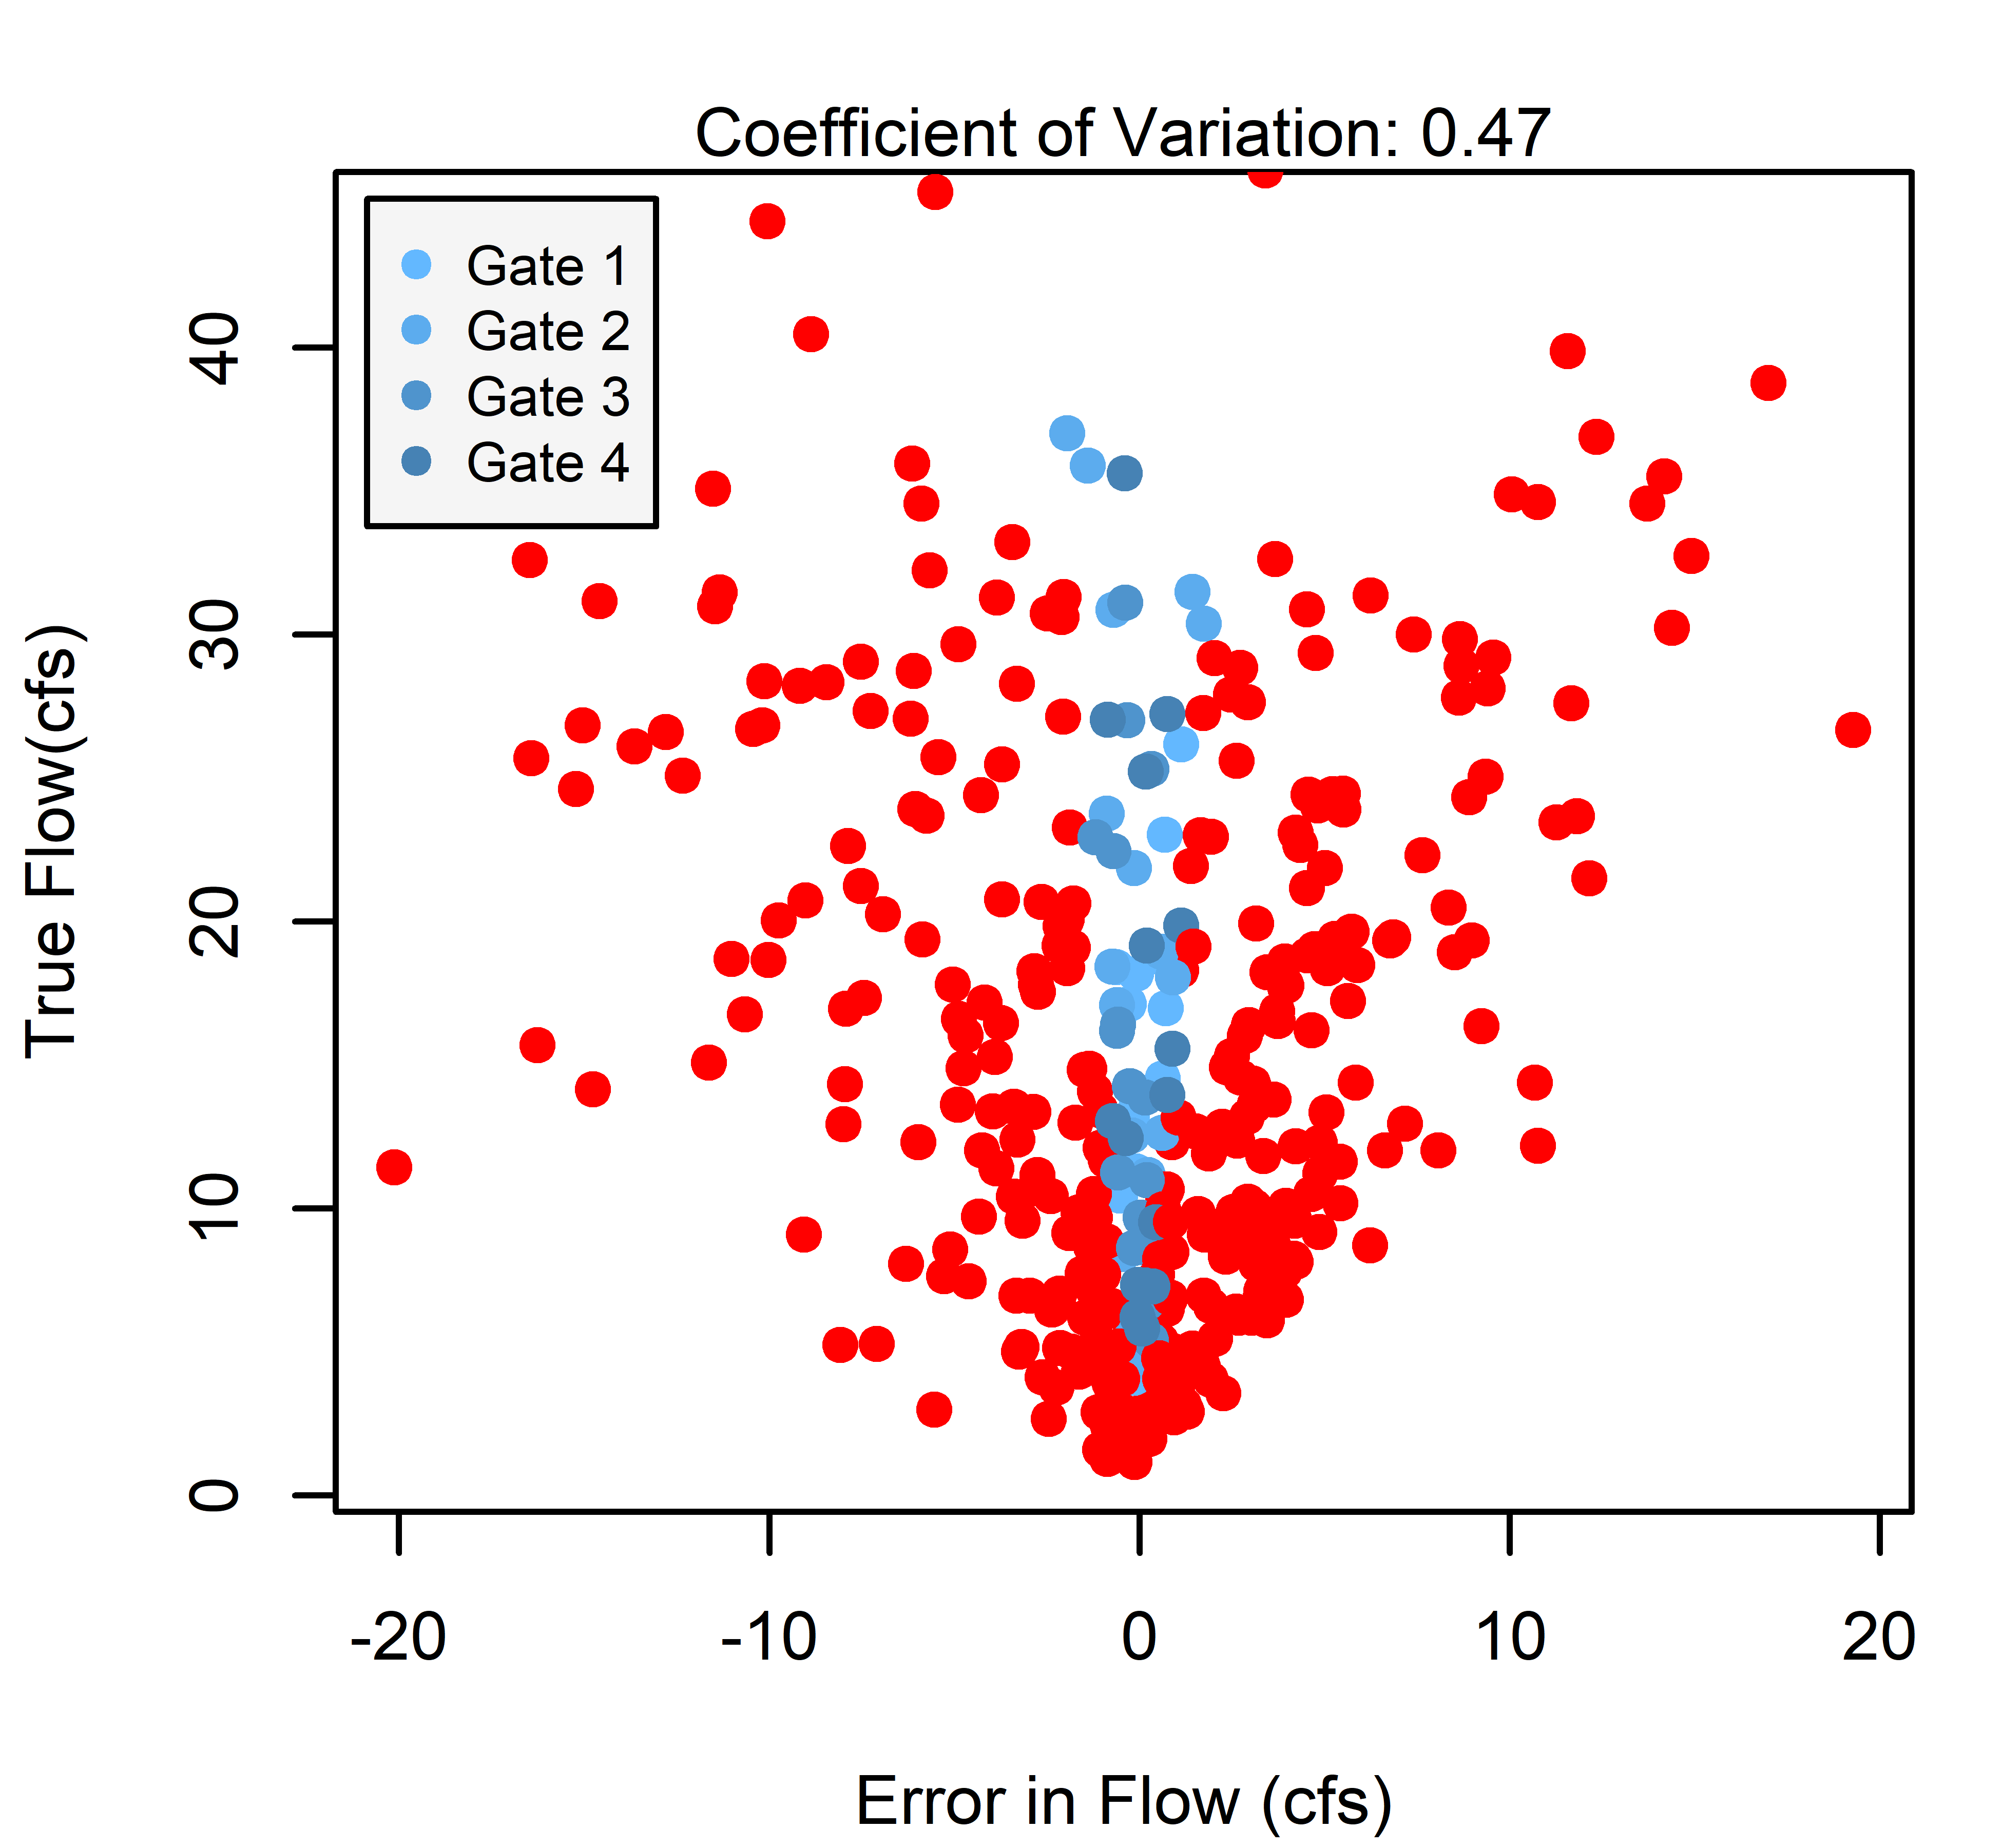 Coefficient of Variation: 0.47
Gate 1
Gate 2
Gate 3
Gate 4
True Flow(cfs)
40
30
20
10
0
-20 -10 0 10 20
Error in Flow (cfs)